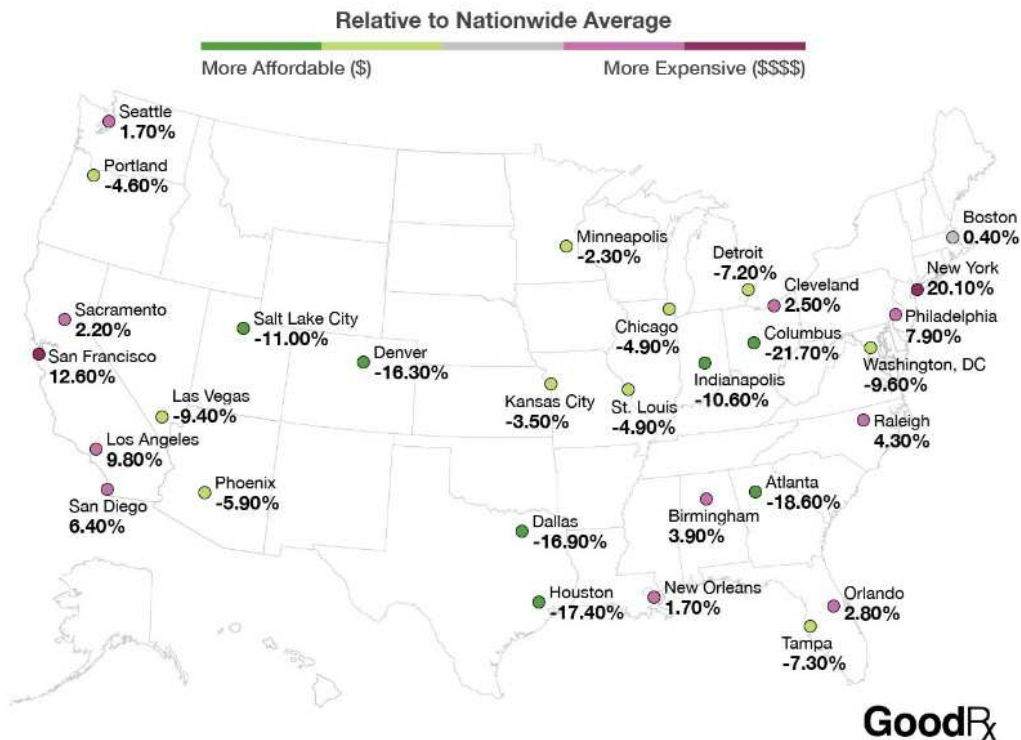 Relative to Nationwide Average
More Affordable ($)
More Expensive ($$$$)
Seattle
1.70%
Portland
-4.60%
Minneapolis
-2.30%
Detroit
-7.20%
Boston
0.40%
New York
20.10%
Cleveland
2.50%
Philadelphia
7.90%
Sacramento
2.20%
Salt Lake City
-11.00%
Chicago
-4.90%
Columbus
-21.70%
San Francisco
12.60%
Denver
-16.30%
Washington, DC
-9.60%
Indianapolis
-10.60%
Las Vegas
-9.40%
Kansas City
-3.50%
St. Louis
-4.90%
Raleigh
4.30%
Los Angeles
9.80%
San Diego
6.40%
Phoenix
-5.90%
Atlanta
-18.60%
Birmingham
3.90%
Dallas
-16.90%
Houston
-17.40%
New Orleans
1.70%
Orlando
2.80%
Tampa
-7.30%
GoodRx